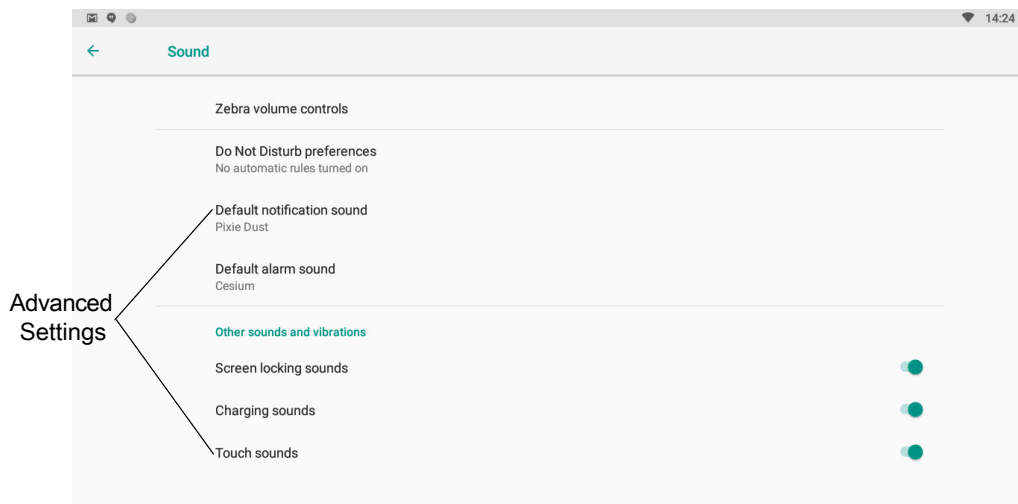 14:24
Sound
Zebra volume controls
Do Not Disturb preferences
No automatic rules turned on
Default notification sound
Pixie Dust
Default alarm sound
Cesium
Advanced
Settings
Other sounds and vibrations
Screen locking sounds
Charging sounds
Touch sounds